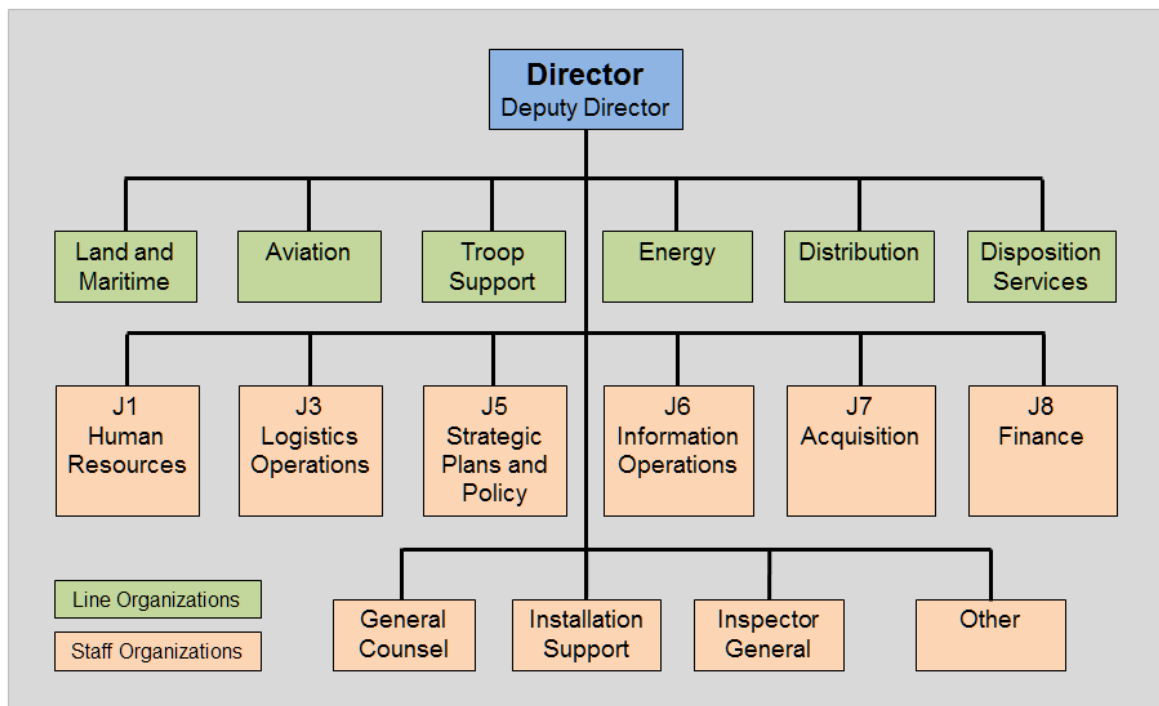 Director
Deputy Director
Land and
Maritime
Aviation
Troop
Support
Energy
Distribution
Disposition
Services
J1
Human
Resources
J3
Logistics
Operations
J5
Strategic
Plans and
Policy
J6
Information
Operations
J7
Acquisition
J8
Finance
Line Organizations
Staff Organizations
General
Counsel
Installation
Support
Inspector
General
Other